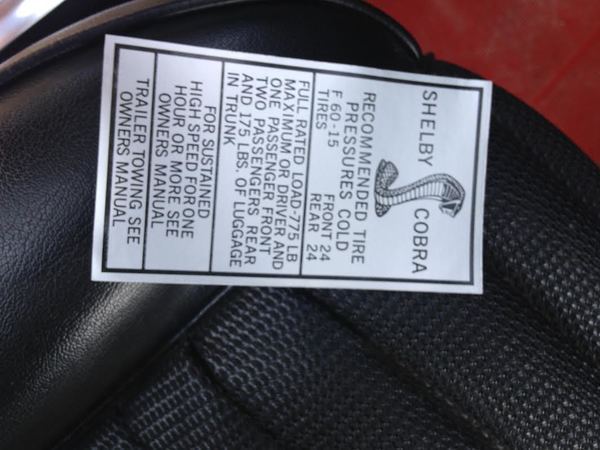 SHELBY COBRA
RECOMMENDED TIRE
PRESSURES COLD
F 60-15 FRONT 24
TIRES REAR 24
FULL RATED LOAD-775 LB
MAXIMUM OR DRIVER AND
ONE PASSENGER FRONT
TWO PASSENGERS REAR
AND 175 LBS. OF LUGGAGE
IN TRUNK
FOR SUSTAINED
HIGH SPEED FOR ONE
HOUR OR MORE SEE
OWNERS MANUAL
TRAILER TOWING SEE
OWNERS MANUAL